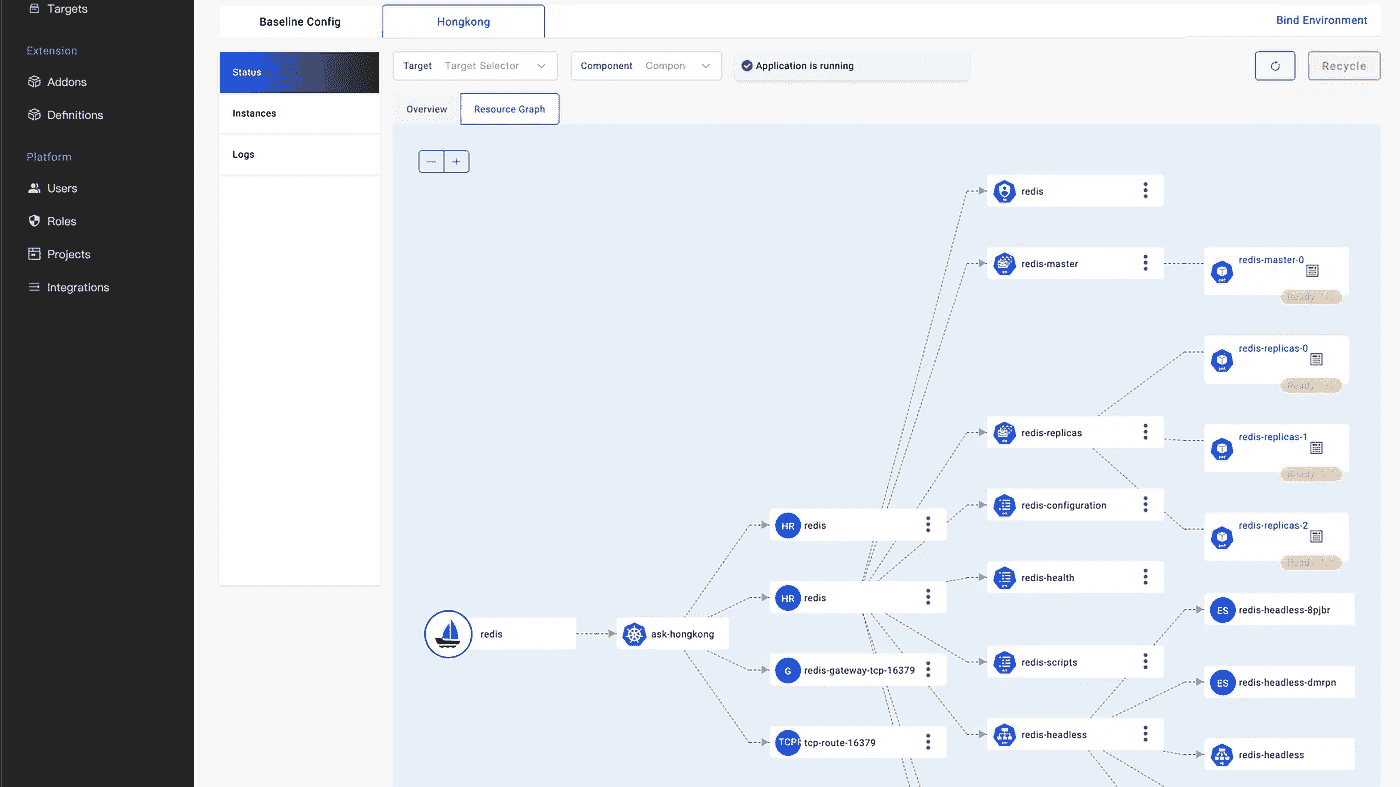 Targets
Extension
Addons
Definitions
Platform
Users
Roles
Projects
Integrations
Baseline Config
Hongkong
Bind Environment
Status
Instances
Logs
Target Target Selector
Component Compon
Application is running
Recycle
Overview
Resource Graph
redis
ask-hongkong
HR redis
HR redis
G redis-gateway-tcp-16379
TCP tcp-route-16379
redis
redis-master
redis-replicas
redis-configuration
redis-health
redis-scripts
redis-headless
redis-master-0
Ready
redis-replicas-0
Ready
redis-replicas-1
Ready
redis-replicas-2
Ready
ES redis-headless-8pjbr
ES redis-headless-dmrpn
redis-headless